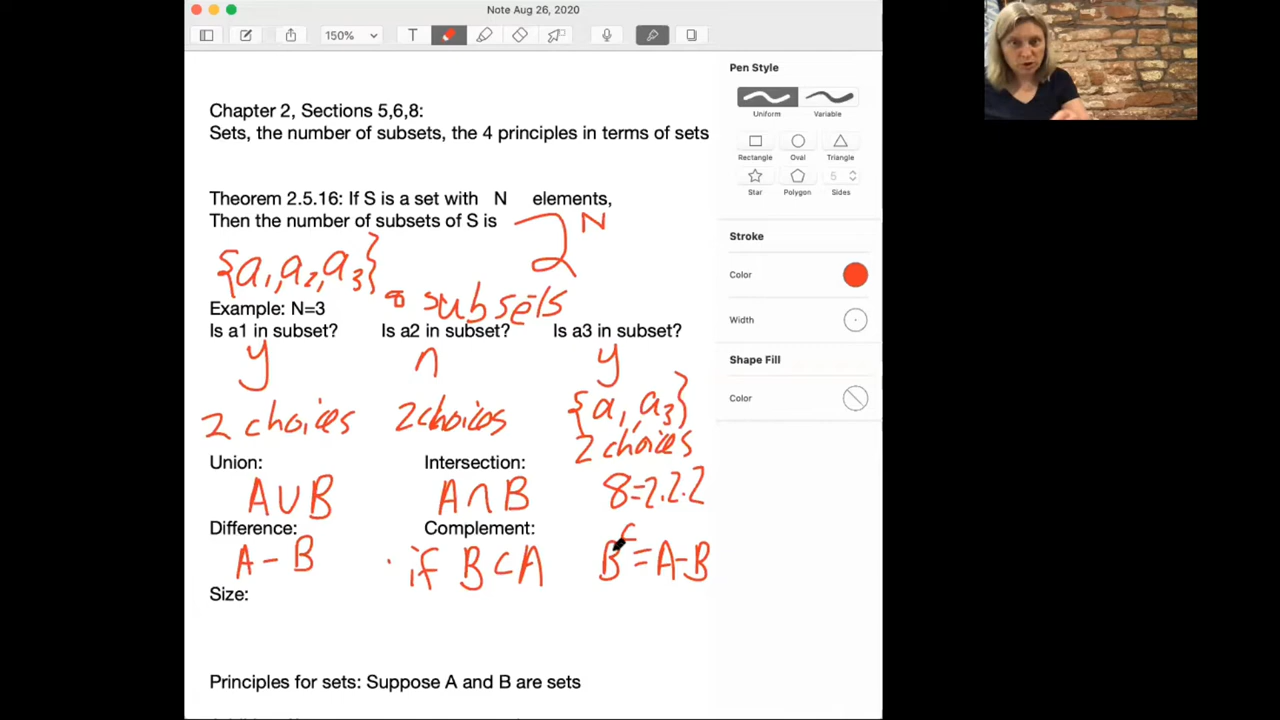 Note Aug 26, 2020
150%
T
Pen Style
Uniform
Variable
Rectangle
Oval
Triangle
Star
Polygon
5
Sides
Stroke
Color
Width
Shape Fill
Color
Chapter 2, Sections 5,6,8:
Sets, the number of subsets, the 4 principles in terms of sets
Theorem 2.5.16: If S is a set with N elements,
Then the number of subsets of S is 2^N
{a₁,a₂,a₃}
8 subsets
Example: N=3
Is a1 in subset? Is a2 in subset? Is a3 in subset?
y n y
{a₁, a₃}
2 choices 2 choices 2 choices
Union: Intersection:
A∪B A∩B 8=2.2.2
Difference: Complement:
A-B if B⊂A B^c=A-B
Size:
Principles for sets: Suppose A and B are sets